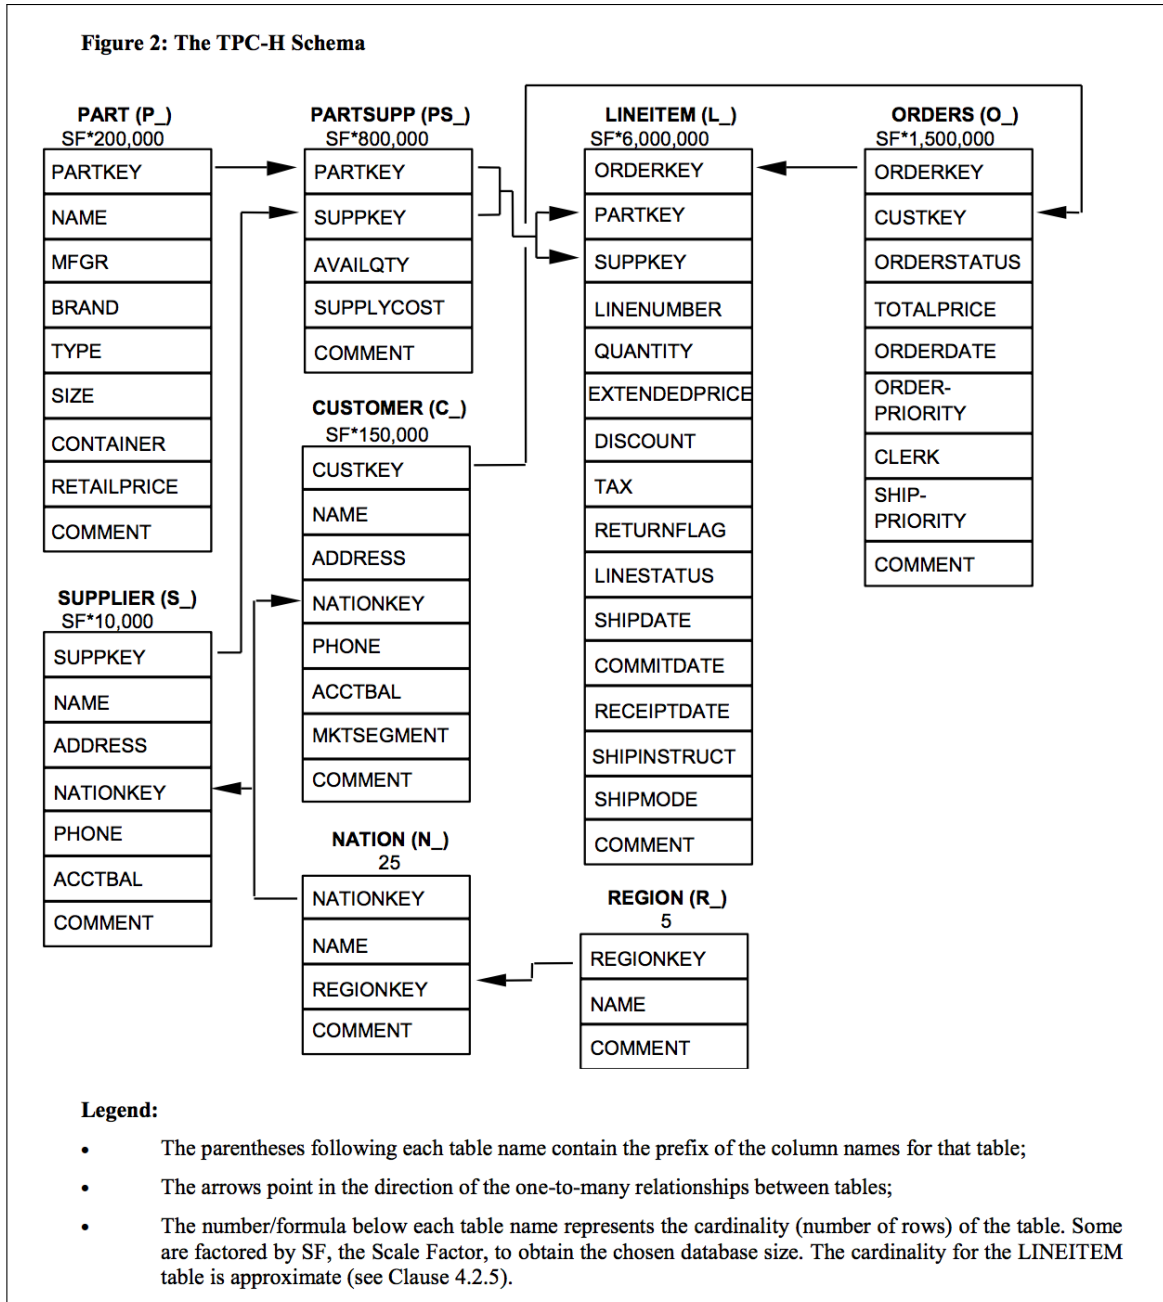 Figure 2: The TPC-H Schema
PART (P_)
SF*200,000
PARTKEY
NAME
MFGR
BRAND
TYPE
SIZE
CONTAINER
RETAILPRICE
COMMENT
SUPPLIER (S_)
SF*10,000
SUPPKEY
NAME
ADDRESS
NATIONKEY
PHONE
ACCTBAL
COMMENT
PARTSUPP (PS_)
SF*800,000
PARTKEY
SUPPKEY
AVAILQTY
SUPPLYCOST
COMMENT
CUSTOMER (C_)
SF*150,000
CUSTKEY
NAME
ADDRESS
NATIONKEY
PHONE
ACCTBAL
MKTSEGMENT
COMMENT
NATION (N_)
25
NATIONKEY
NAME
REGIONKEY
COMMENT
LINEITEM (L_)
SF*6,000,000
ORDERKEY
PARTKEY
SUPPKEY
LINENUMBER
QUANTITY
EXTENDEDPRICE
DISCOUNT
TAX
RETURNFLAG
LINESTATUS
SHIPDATE
COMMITDATE
RECEIPTDATE
SHIPINSTRUCT
SHIPMODE
COMMENT
REGION (R_)
5
REGIONKEY
NAME
COMMENT
ORDERS (O_)
SF*1,500,000
ORDERKEY
CUSTKEY
ORDERSTATUS
TOTALPRICE
ORDERDATE
ORDER-
PRIORITY
CLERK
SHIP-
PRIORITY
COMMENT
Legend:
• The parentheses following each table name contain the prefix of the column names for that table;
• The arrows point in the direction of the one-to-many relationships between tables;
• The number/formula below each table name represents the cardinality (number of rows) of the table. Some
are factored by SF, the Scale Factor, to obtain the chosen database size. The cardinality for the LINEITEM
table is approximate (see Clause 4.2.5).